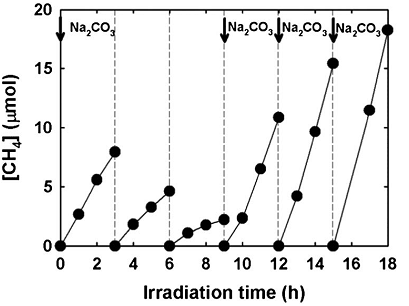 20
15
10
5
0
[CH₄] (μmol)
Na₂CO₃
Na₂CO₃
Na₂CO₃
Na₂CO₃
0 2 4 6 8 10 12 14 16 18
Irradiation time (h)